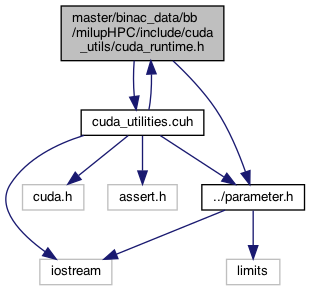 master/binac_data/bb
/milupHPC/include/cuda
_utils/cuda_runtime.h
cuda_utilities.cuh
cuda.h
assert.h
../parameter.h
iostream
limits